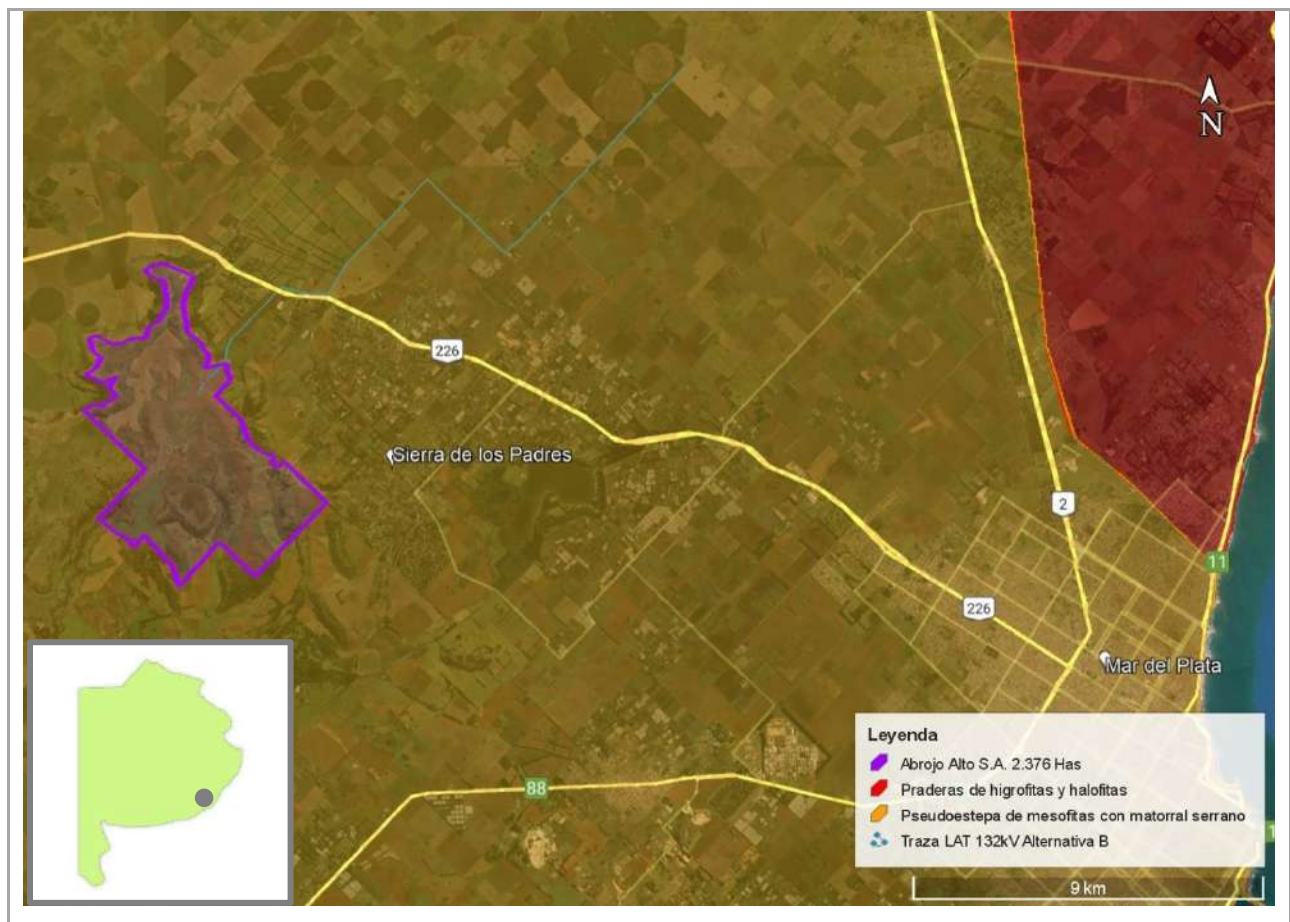 N
226
Sierra de los Padres
2
11
226
Mar del Plata
88
Leyenda
Abrojo Alto S.A. 2.376 Has
Praderas de higrofitas y halofitas
Pseudoestepa de mesofitas con matorral serrano
Traza LAT 132kV Alternativa B
9 km